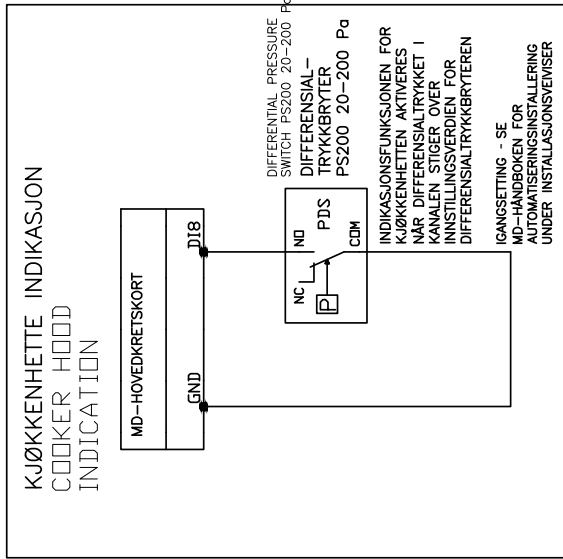 KJØKKENHETTE INDIKASJON
COOKER HOOD
INDICATION
MD-HOVEDKRETSKORT
GND
DI8
NC
NO
P
PDS
COM
DIFFERENTIAL PRESSURE
SWITCH PS200 20-200 Pa
DIFFERENSIAL-
TRYKKBRYTER
PS200 20-200 Pa
INDIKASJONSFUNKSJONEN FOR
KJØKKENHETTEN AKTIVERES
NÅR DIFFERENSIALTRYKKET I
KANALEN STIGER OVER
INNSTILLINGSVERDIEN FOR
DIFFERENSIALTRYKKBRYTEREN
IGANGSETTING - SE
MD-HÅNDBOKEN FOR
AUTOMATISERINGSINSTALLERING
UNDER INSTALLASJONSVEIVISER